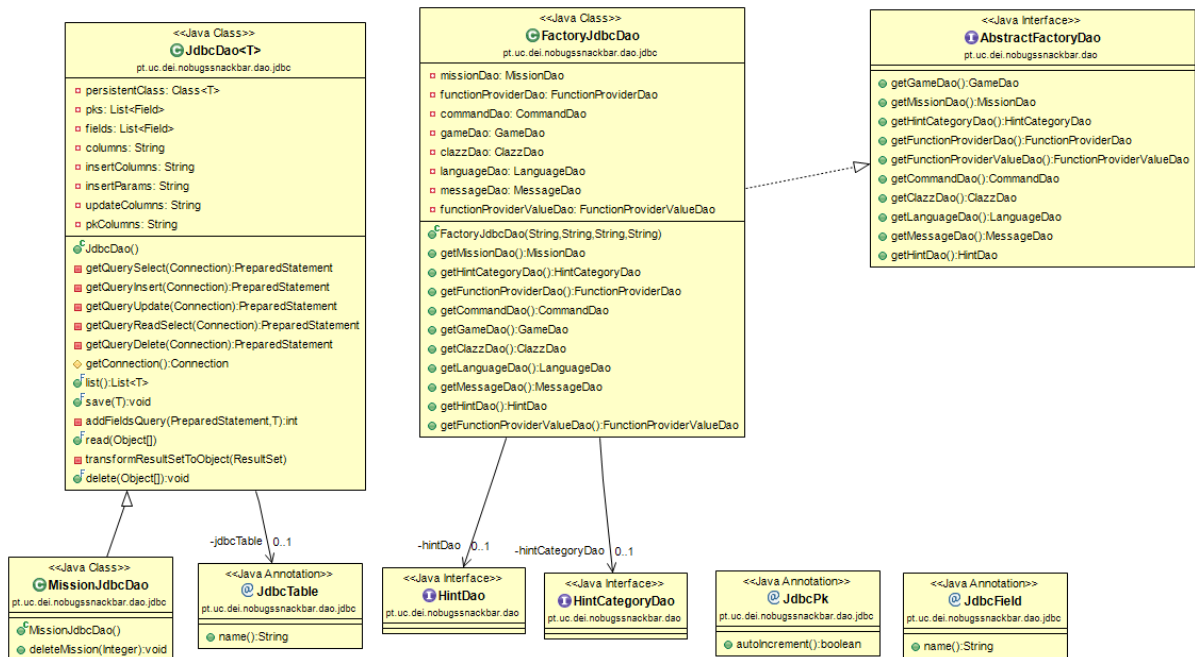 <<Java Class>>
JdbcDao<T>
pt.uc.dei.nobugssnackbar.dao.jdbc
persistentClass: Class<T>
pks: List<Field>
fields: List<Field>
columns: String
insertColumns: String
insertParams: String
updateColumns: String
pkColumns: String
JdbcDao()
getQuerySelect(Connection):PreparedStatement
getQueryInsert(Connection):PreparedStatement
getQueryUpdate(Connection):PreparedStatement
getQueryReadSelect(Connection):PreparedStatement
getQueryDelete(Connection):PreparedStatement
getConnection():Connection
list():List<T>
save(T):void
addFieldsQuery(PreparedStatement,T):int
read(Object[])
transformResultSetToObject(ResultSet)
delete(Object[]):void
<<Java Class>>
FactoryJdbcDao
pt.uc.dei.nobugssnackbar.dao.jdbc
missionDao: MissionDao
functionProviderDao: FunctionProviderDao
commandDao: CommandDao
gameDao: GameDao
clazzDao: ClazzDao
languageDao: LanguageDao
messageDao: MessageDao
functionProviderValueDao: FunctionProviderValueDao
FactoryJdbcDao(String,String,String,String)
getMissionDao():MissionDao
getHintCategoryDao():HintCategoryDao
getFunctionProviderDao():FunctionProviderDao
getCommandDao():CommandDao
getGameDao():GameDao
getClazzDao():ClazzDao
getLanguageDao():LanguageDao
getMessageDao():MessageDao
getHintDao():HintDao
getFunctionProviderValueDao():FunctionProviderValueDao
<<Java Interface>>
AbstractFactoryDao
pt.uc.dei.nobugssnackbar.dao
getGameDao():GameDao
getMissionDao():MissionDao
getHintCategoryDao():HintCategoryDao
getFunctionProviderDao():FunctionProviderDao
getFunctionProviderValueDao():FunctionProviderValueDao
getCommandDao():CommandDao
getClazzDao():ClazzDao
getLanguageDao():LanguageDao
getMessageDao():MessageDao
getHintDao():HintDao
-jdbcTable 0..1
-hintDao 0..1
-hintCategoryDao 0..1
<<Java Class>>
MissionJdbcDao
pt.uc.dei.nobugssnackbar.dao.jdbc
MissionJdbcDao()
deleteMission(Integer):void
<<Java Annotation>>
JdbcTable
pt.uc.dei.nobugssnackbar.dao.jdbc
name():String
<<Java Interface>>
HintDao
pt.uc.dei.nobugssnackbar.dao
<<Java Interface>>
HintCategoryDao
pt.uc.dei.nobugssnackbar.dao
<<Java Annotation>>
JdbcPk
pt.uc.dei.nobugssnackbar.dao.jdbc
autoIncrement():boolean
<<Java Annotation>>
JdbcField
pt.uc.dei.nobugssnackbar.dao.jdbc
name():String